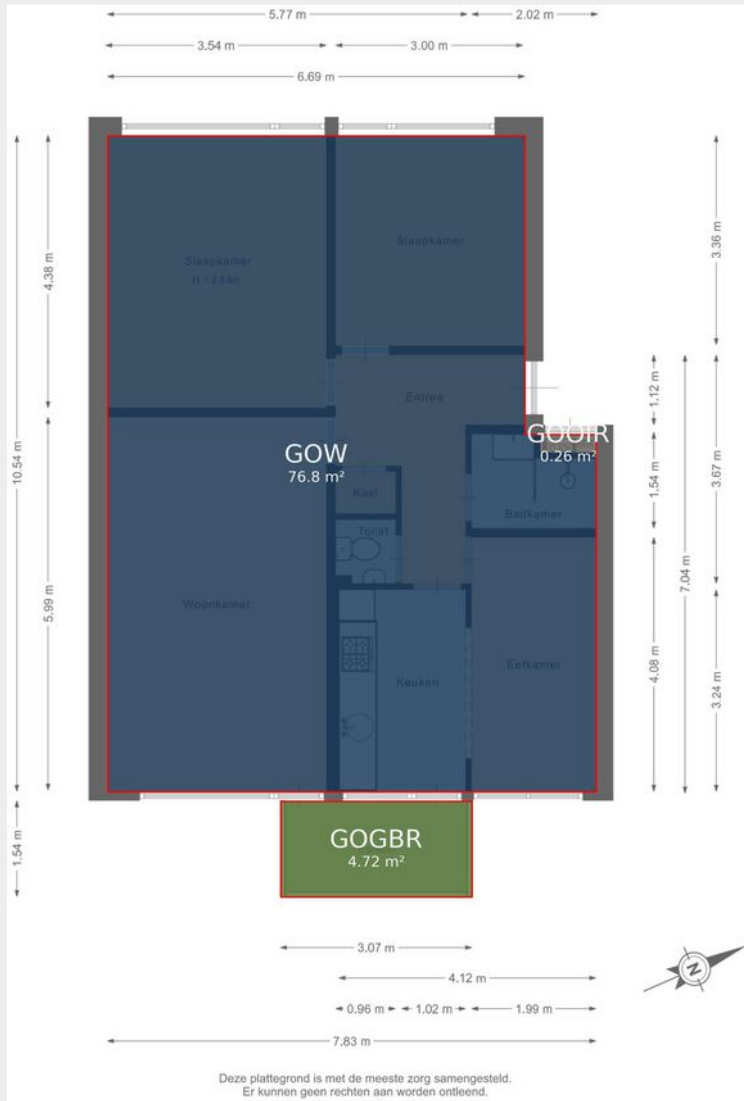 5.77 m
2.02 m
3.54 m
3.00 m
6.69 m
10.54 m
4.38 m
3.36 m
Slaapkamer
H = 2.64m
Slaapkamer
Entree
1.12 m
GOW
76.8 m²
GOOIR
0.26 m²
1.54 m
3.67 m
Kast
Badkamer
Toilet
7.04 m
5.99 m
Woonkamer
Keuken
Eetkamer
4.08 m
3.24 m
1.54 m
GOGBR
4.72 m²
3.07 m
4.12 m
0.96 m
1.02 m
1.99 m
7.83 m
N
Deze plattegrond is met de meeste zorg samengesteld.
Er kunnen geen rechten aan worden ontleend.